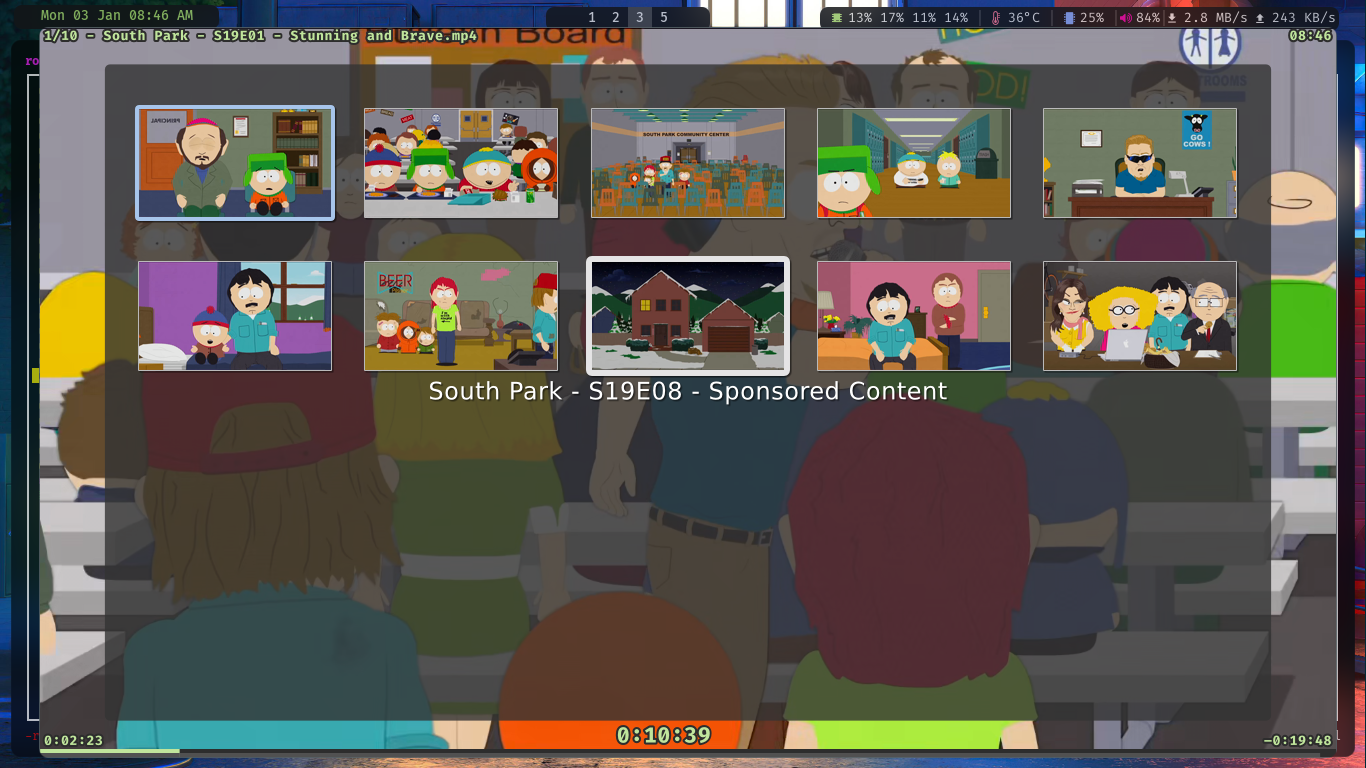 Mon 03 Jan 08:46 AM
1 2 3 5
13% 17% 11% 14% 36°C 25% 84% 2.8 MB/s 243 KB/s
1/10 - South Park - S19E01 - Stunning and Brave.mp4
08:46
Board
PRINCIPAL
SOUTH PARK COMMUNITY CENTER
GO
COWS !
BEER
South Park - S19E08 - Sponsored Content
0:02:23
0:10:39
-0:19:48